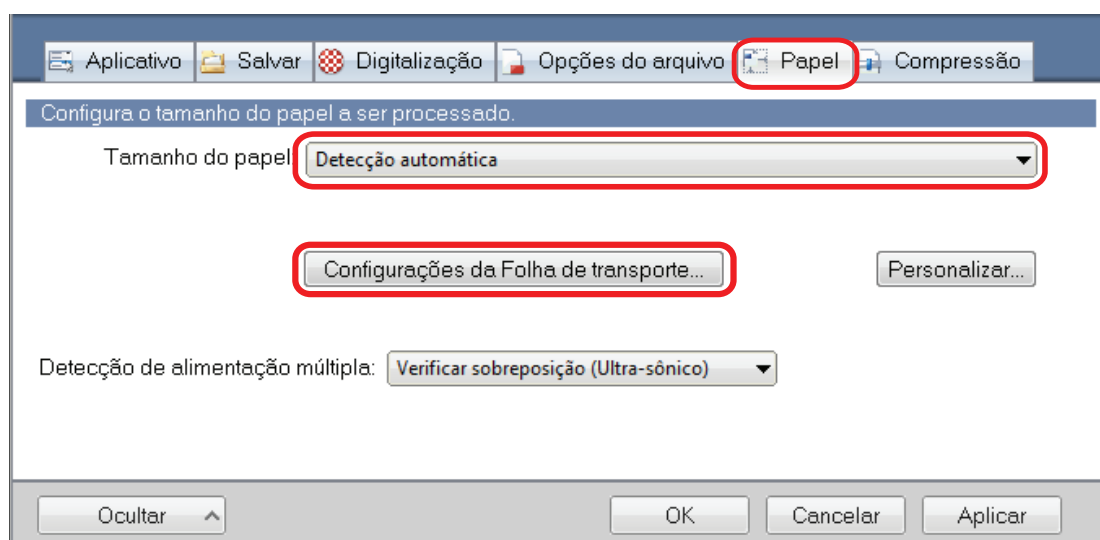 Aplicativo Salvar Digitalização Opções do arquivo Papel Compressão
Configura o tamanho do papel a ser processado.
Tamanho do papel: Detecção automática
Configurações da Folha de transporte... Personalizar...
Detecção de alimentação múltipla: Verificar sobreposição (Ultra-sônico)
Ocultar OK Cancelar Aplicar